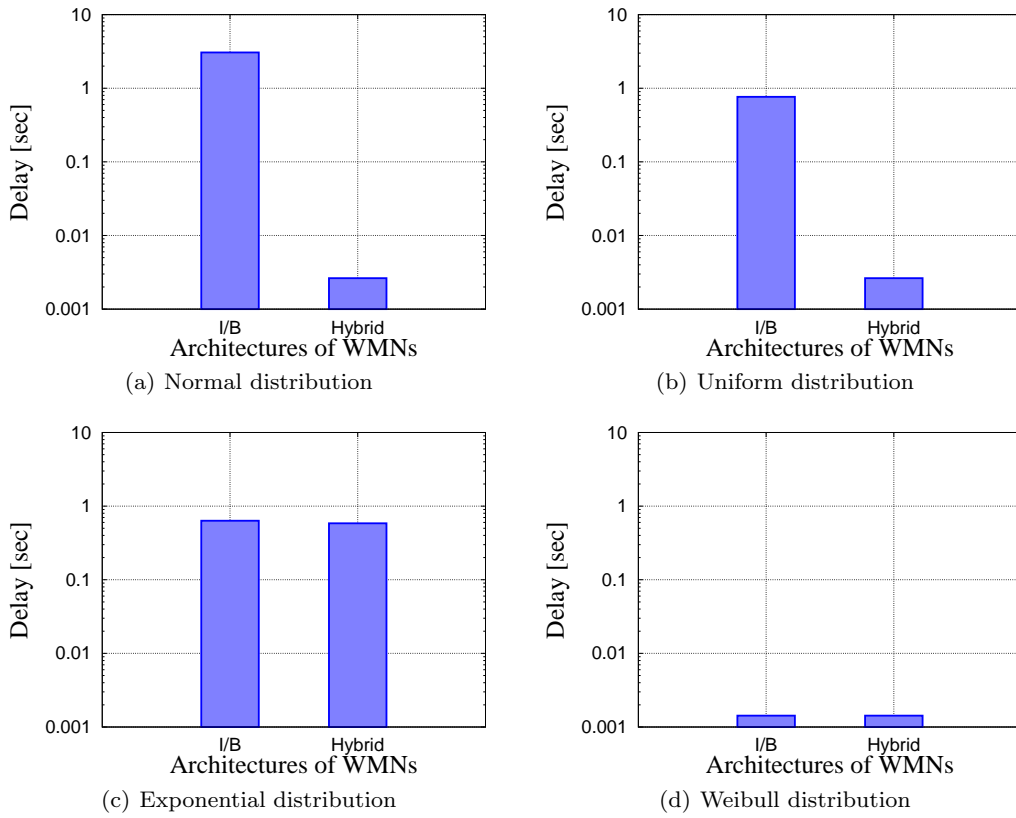 10
1
0.1
0.01
0.001
Delay [sec]
I/B Hybrid
Architectures of WMNs
(a) Normal distribution
10
1
0.1
0.01
0.001
Delay [sec]
I/B Hybrid
Architectures of WMNs
(b) Uniform distribution
10
1
0.1
0.01
0.001
Delay [sec]
I/B Hybrid
Architectures of WMNs
(c) Exponential distribution
10
1
0.1
0.01
0.001
Delay [sec]
I/B Hybrid
Architectures of WMNs
(d) Weibull distribution